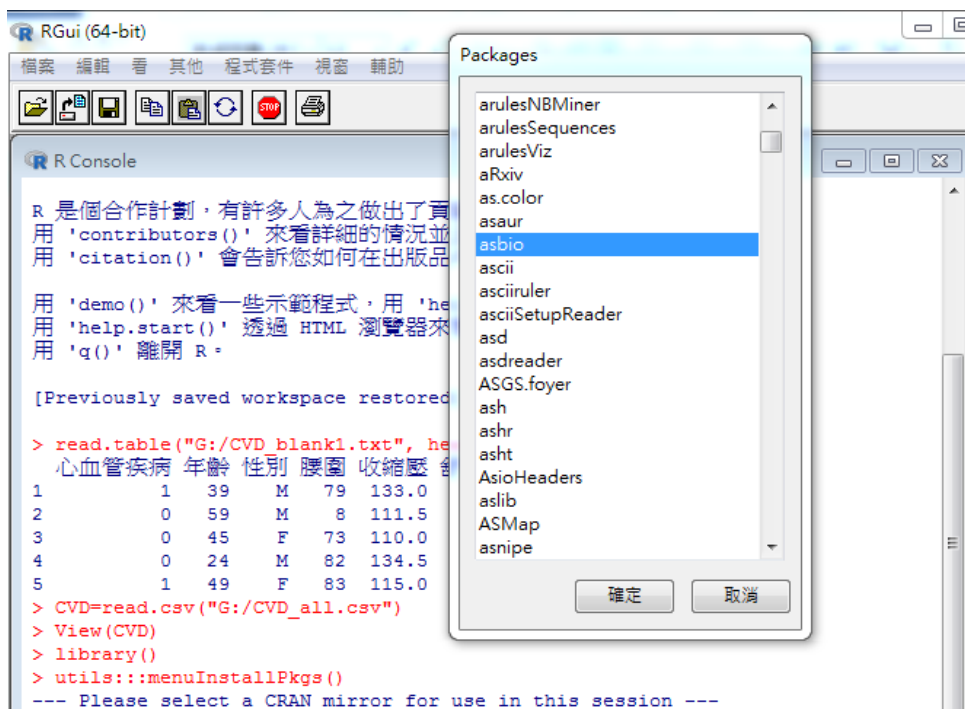 RGui (64-bit)
檔案 編輯 看 其他 程式套件 視窗 輔助
STOP
R Console
R 是個合作計劃，有許多人為之做出了貢
用 'contributors()' 來看詳細的情況並
用 'citation()' 會告訴您如何在出版品
用 'demo()' 來看一些示範程式，用 'he
用 'help.start()' 透過 HTML 瀏覽器來
用 'q()' 離開 R。
[Previously saved workspace restored
> read.table("G:/CVD_blank1.txt", he
心血管疾病 年齡 性別 腰圍 收縮壓
1 1 39 M 79 133.0
2 0 59 M 8 111.5
3 0 45 F 73 110.0
4 0 24 M 82 134.5
5 1 49 F 83 115.0
> CVD=read.csv("G:/CVD_all.csv")
> View(CVD)
> library()
> utils:::menuInstallPkgs()
--- Please select a CRAN mirror for use in this session ---
Packages
arulesNBMiner
arulesSequences
arulesViz
aRxiv
as.color
asaur
asbio
ascii
asciiruler
asciiSetupReader
asd
asdreader
ASGS.foyer
ash
ashr
asht
AsioHeaders
aslib
ASMap
asnipe
確定 取消